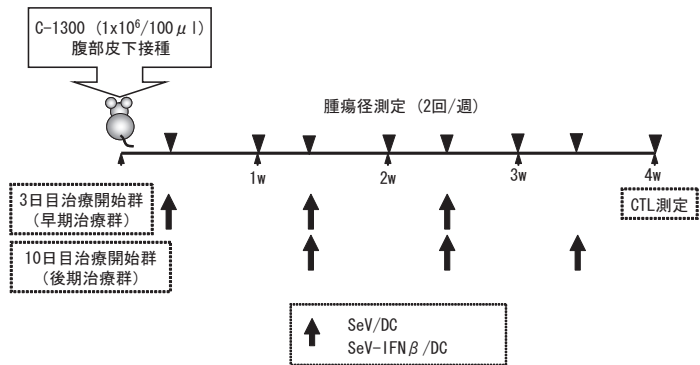 C-1300 (1x10⁶/100μl)
腹部皮下接種
腫瘍径測定 (2回/週)
1w 2w 3w 4w
3日目治療開始群
(早期治療群)
CTL測定
10日目治療開始群
(後期治療群)
SeV/DC
SeV-IFNβ/DC